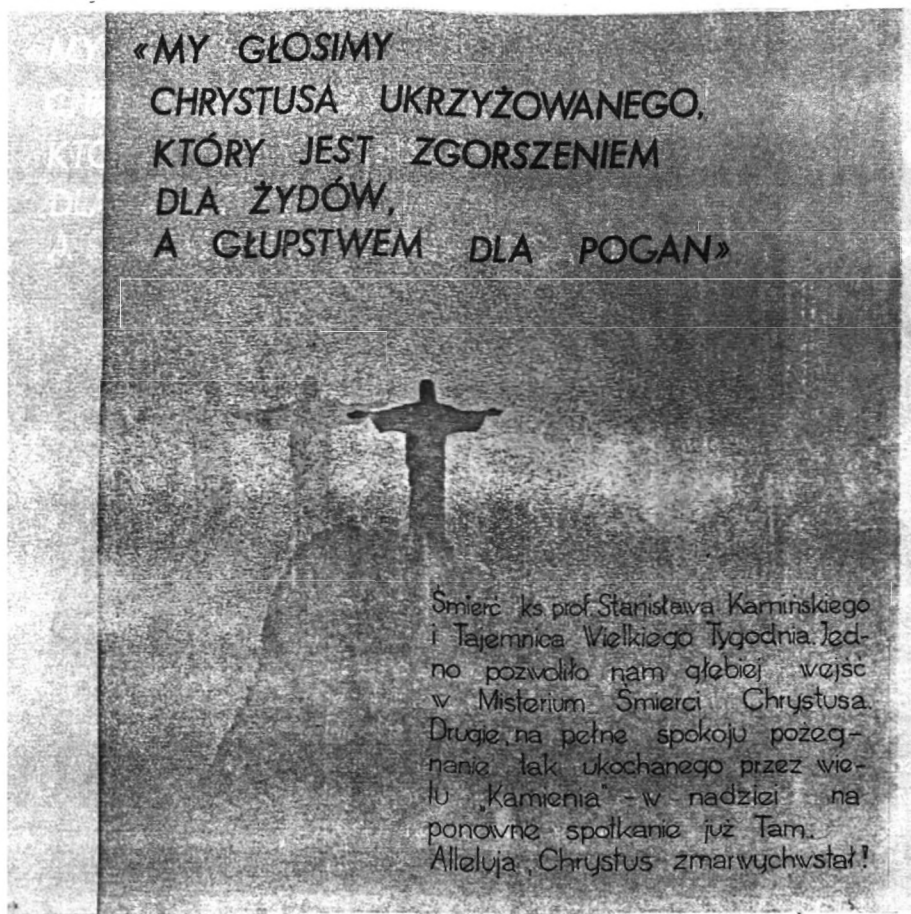 «MY GŁOSIMY
CHRYSTUSA UKRZYŻOWANEGO,
KTÓRY JEST ZGORSZENIEM
DLA ŻYDÓW,
A GŁUPSTWEM DLA POGAN»
Śmierć ks prof Stanisława Kamińskiego
i Tajemnica Wielkiego Tygodnia. Jed-
no pozwoliło nam głębiej wejść
w Misterium Śmierci Chrystusa.
Drugie, na pełne spokoju pożeg-
nanie tak ukochanego przez wie-
lu „Kamienia" - w nadziei na
ponowne spotkanie już Tam.
Alleluja, Chrystus zmarwychwstał!